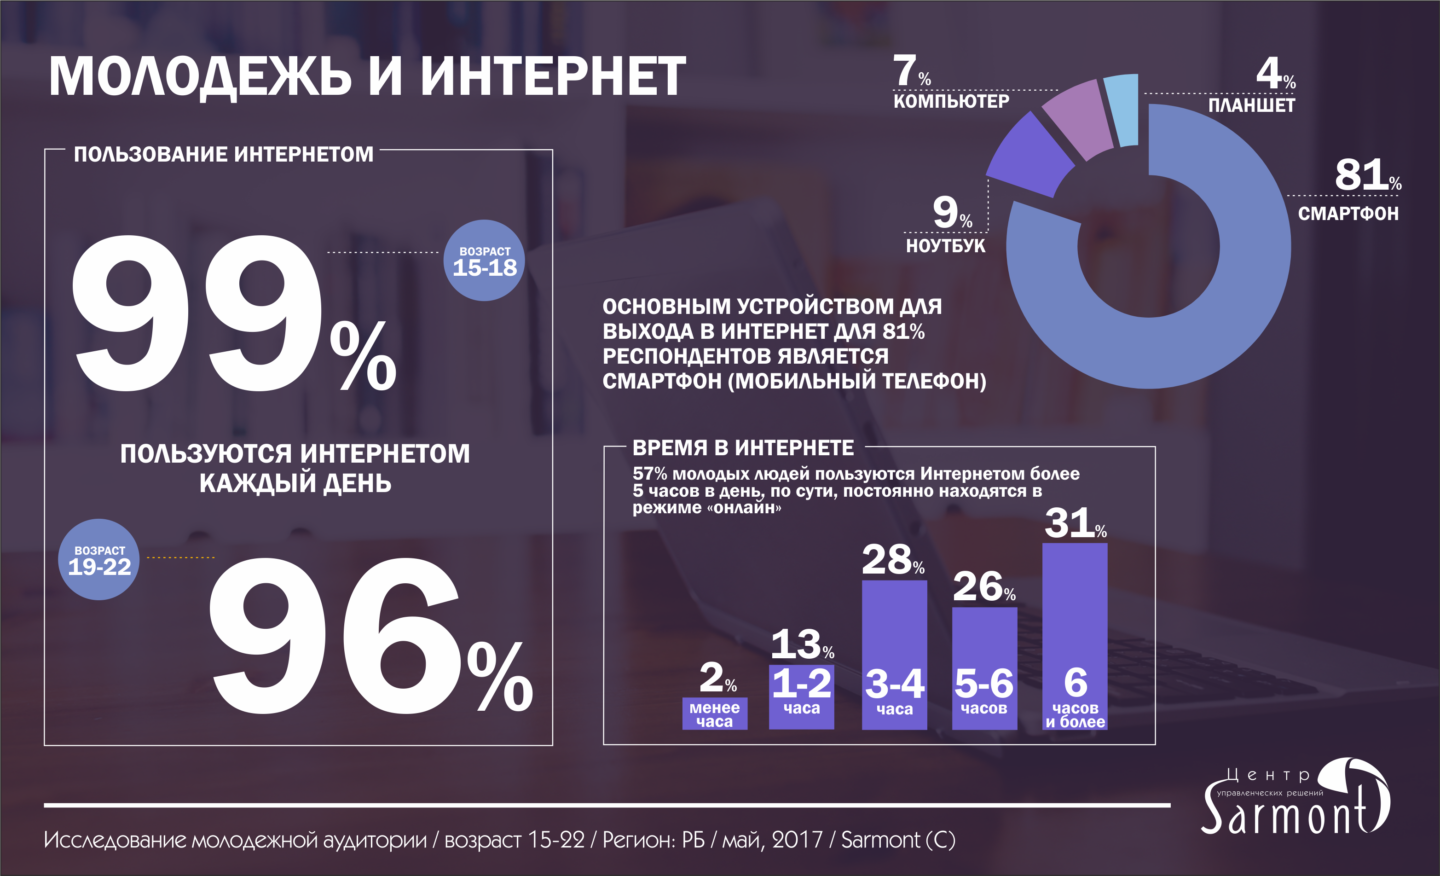 МОЛОДЕЖЬ И ИНТЕРНЕТ
ПОЛЬЗОВАНИЕ ИНТЕРНЕТОМ
99%
ВОЗРАСТ
15-18
ПОЛЬЗУЮТСЯ ИНТЕРНЕТОМ
КАЖДЫЙ ДЕНЬ
ВОЗРАСТ
19-22
96%
7%
КОМПЬЮТЕР
4%
ПЛАНШЕТ
81%
СМАРТФОН
9%
НОУТБУК
ОСНОВНЫМ УСТРОЙСТВОМ ДЛЯ
ВЫХОДА В ИНТЕРНЕТ ДЛЯ 81%
РЕСПОНДЕНТОВ ЯВЛЯЕТСЯ
СМАРТФОН (МОБИЛЬНЫЙ ТЕЛЕФОН)
ВРЕМЯ В ИНТЕРНЕТЕ
57% молодых людей пользуются Интернетом более
5 часов в день, по сути, постоянно находятся в
режиме «онлайн»
2%
менее
часа
13%
1-2
часа
28%
3-4
часа
26%
5-6
часов
31%
6
часов
и более
Центр
управленческих решений
Sarmont
Исследование молодежной аудитории / возраст 15-22 / Регион: РБ / май, 2017 / Sarmont (C)